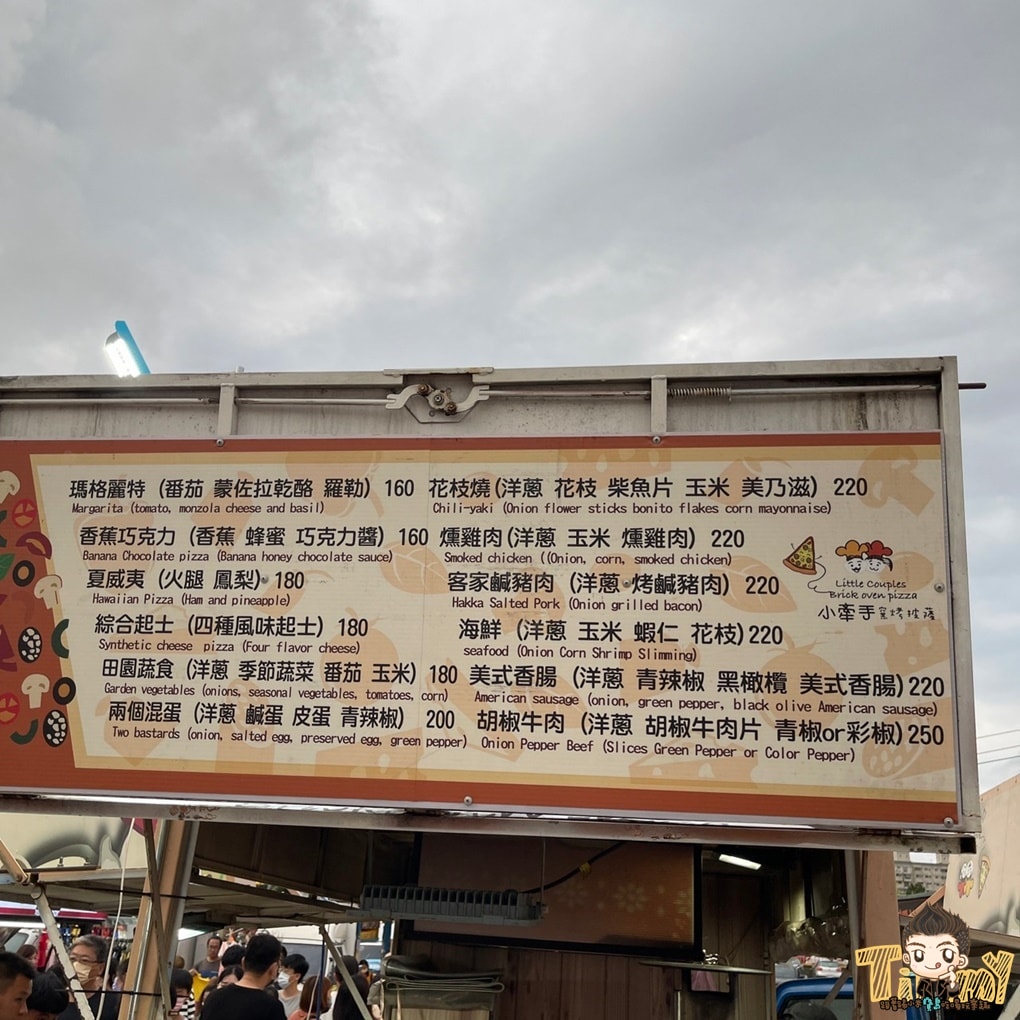 瑪格麗特 (番茄 蒙佐拉乾酪 羅勒) 160
Margarita (tomato, monzola cheese and basil)
香蕉巧克力 (香蕉 蜂蜜 巧克力醬) 160
Banana Chocolate pizza (Banana honey chocolate sauce)
夏威夷 (火腿 鳳梨) 180
Hawaiian Pizza (Ham and pineapple)
綜合起士 (四種風味起士) 180
Synthetic cheese pizza (Four flavor cheese)
田園蔬食 (洋蔥 季節蔬菜 番茄 玉米) 180
Garden vegetables (onions, seasonal vegetables, tomatoes, corn)
兩個混蛋 (洋蔥 鹹蛋 皮蛋 青辣椒) 200
Two bastards (onion, salted egg, preserved egg, green pepper)
花枝燒 (洋蔥 花枝 柴魚片 玉米 美乃滋) 220
Chili-yaki (Onion flower sticks bonito flakes corn mayonnaise)
燻雞肉 (洋蔥 玉米 燻雞肉) 220
Smoked chicken ((Onion, corn, smoked chicken)
客家鹹豬肉 (洋蔥 烤鹹豬肉) 220
Hakka Salted Pork (Onion grilled bacon)
海鮮 (洋蔥 玉米 蝦仁 花枝) 220
seafood (Onion Corn Shrimp Slimming)
美式香腸 (洋蔥 青辣椒 黑橄欖 美式香腸) 220
American sausage (onion, green pepper, black olive American sausage)
胡椒牛肉 (洋蔥 胡椒牛肉片 青椒or彩椒) 250
Onion Pepper Beef (Slices Green Pepper or Color Pepper)
Little Couples
Brick oven pizza
小牽手窯烤披薩